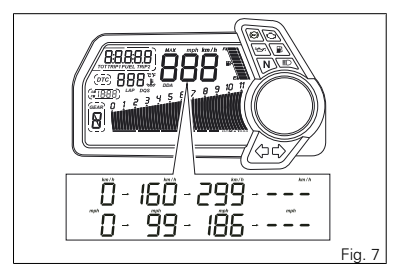 88888 MAX mph km/h
TOT TRIP1 FUEL TRIP2 888
DTC 888 °C°F
LAP DQS DDA
1888
GEAR 0 1 2 3 4 5 6 7 8 9 10 11
N
km/h km/h km/h km/h
0 - 160 - 299 - ---
mph mph mph mph
0 - 99 - 186 - ---
Fig. 7